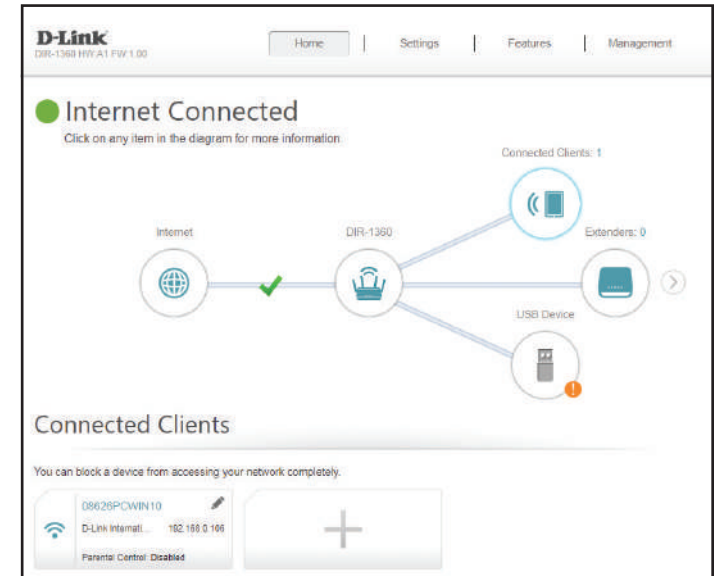 D-Link
DIR-1360 HW:A1 FW:1.00
Home | Settings | Features | Management
Internet Connected
Click on any item in the diagram for more information
Connected Clients: 1
Internet
DIR-1360
Extenders: 0
USB Device
Connected Clients
You can block a device from accessing your network completely.
08626PCWIN10
D-Link Internati... 192.168.0.106
Parental Control: Disabled